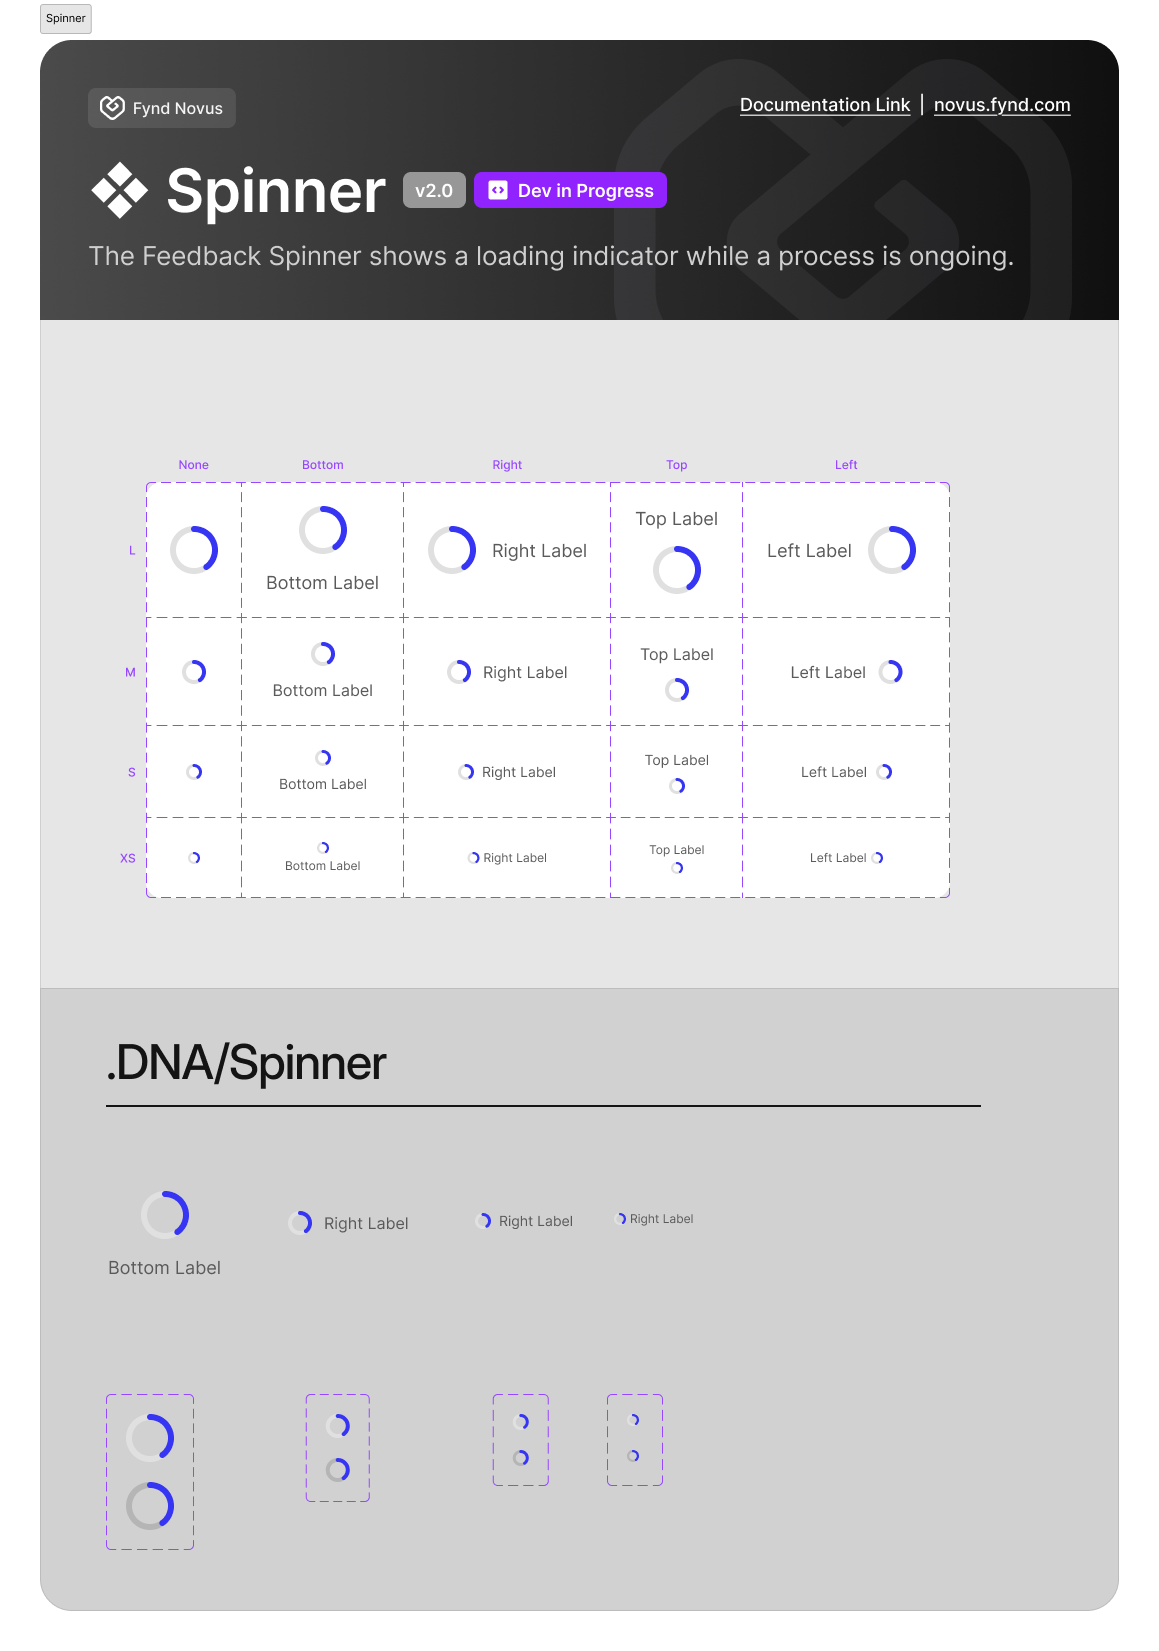 Spinner
Fynd Novus
Documentation Link | novus.fynd.com
Spinner v2.0 Dev in Progress
The Feedback Spinner shows a loading indicator while a process is ongoing.
None Bottom Right Top Left
L
Bottom Label
Right Label
Top Label
Left Label
M
Bottom Label
Right Label
Top Label
Left Label
S
Bottom Label
Right Label
Top Label
Left Label
XS
Bottom Label
Right Label
Top Label
Left Label
.DNA/Spinner
Bottom Label
Right Label
Right Label
Right Label